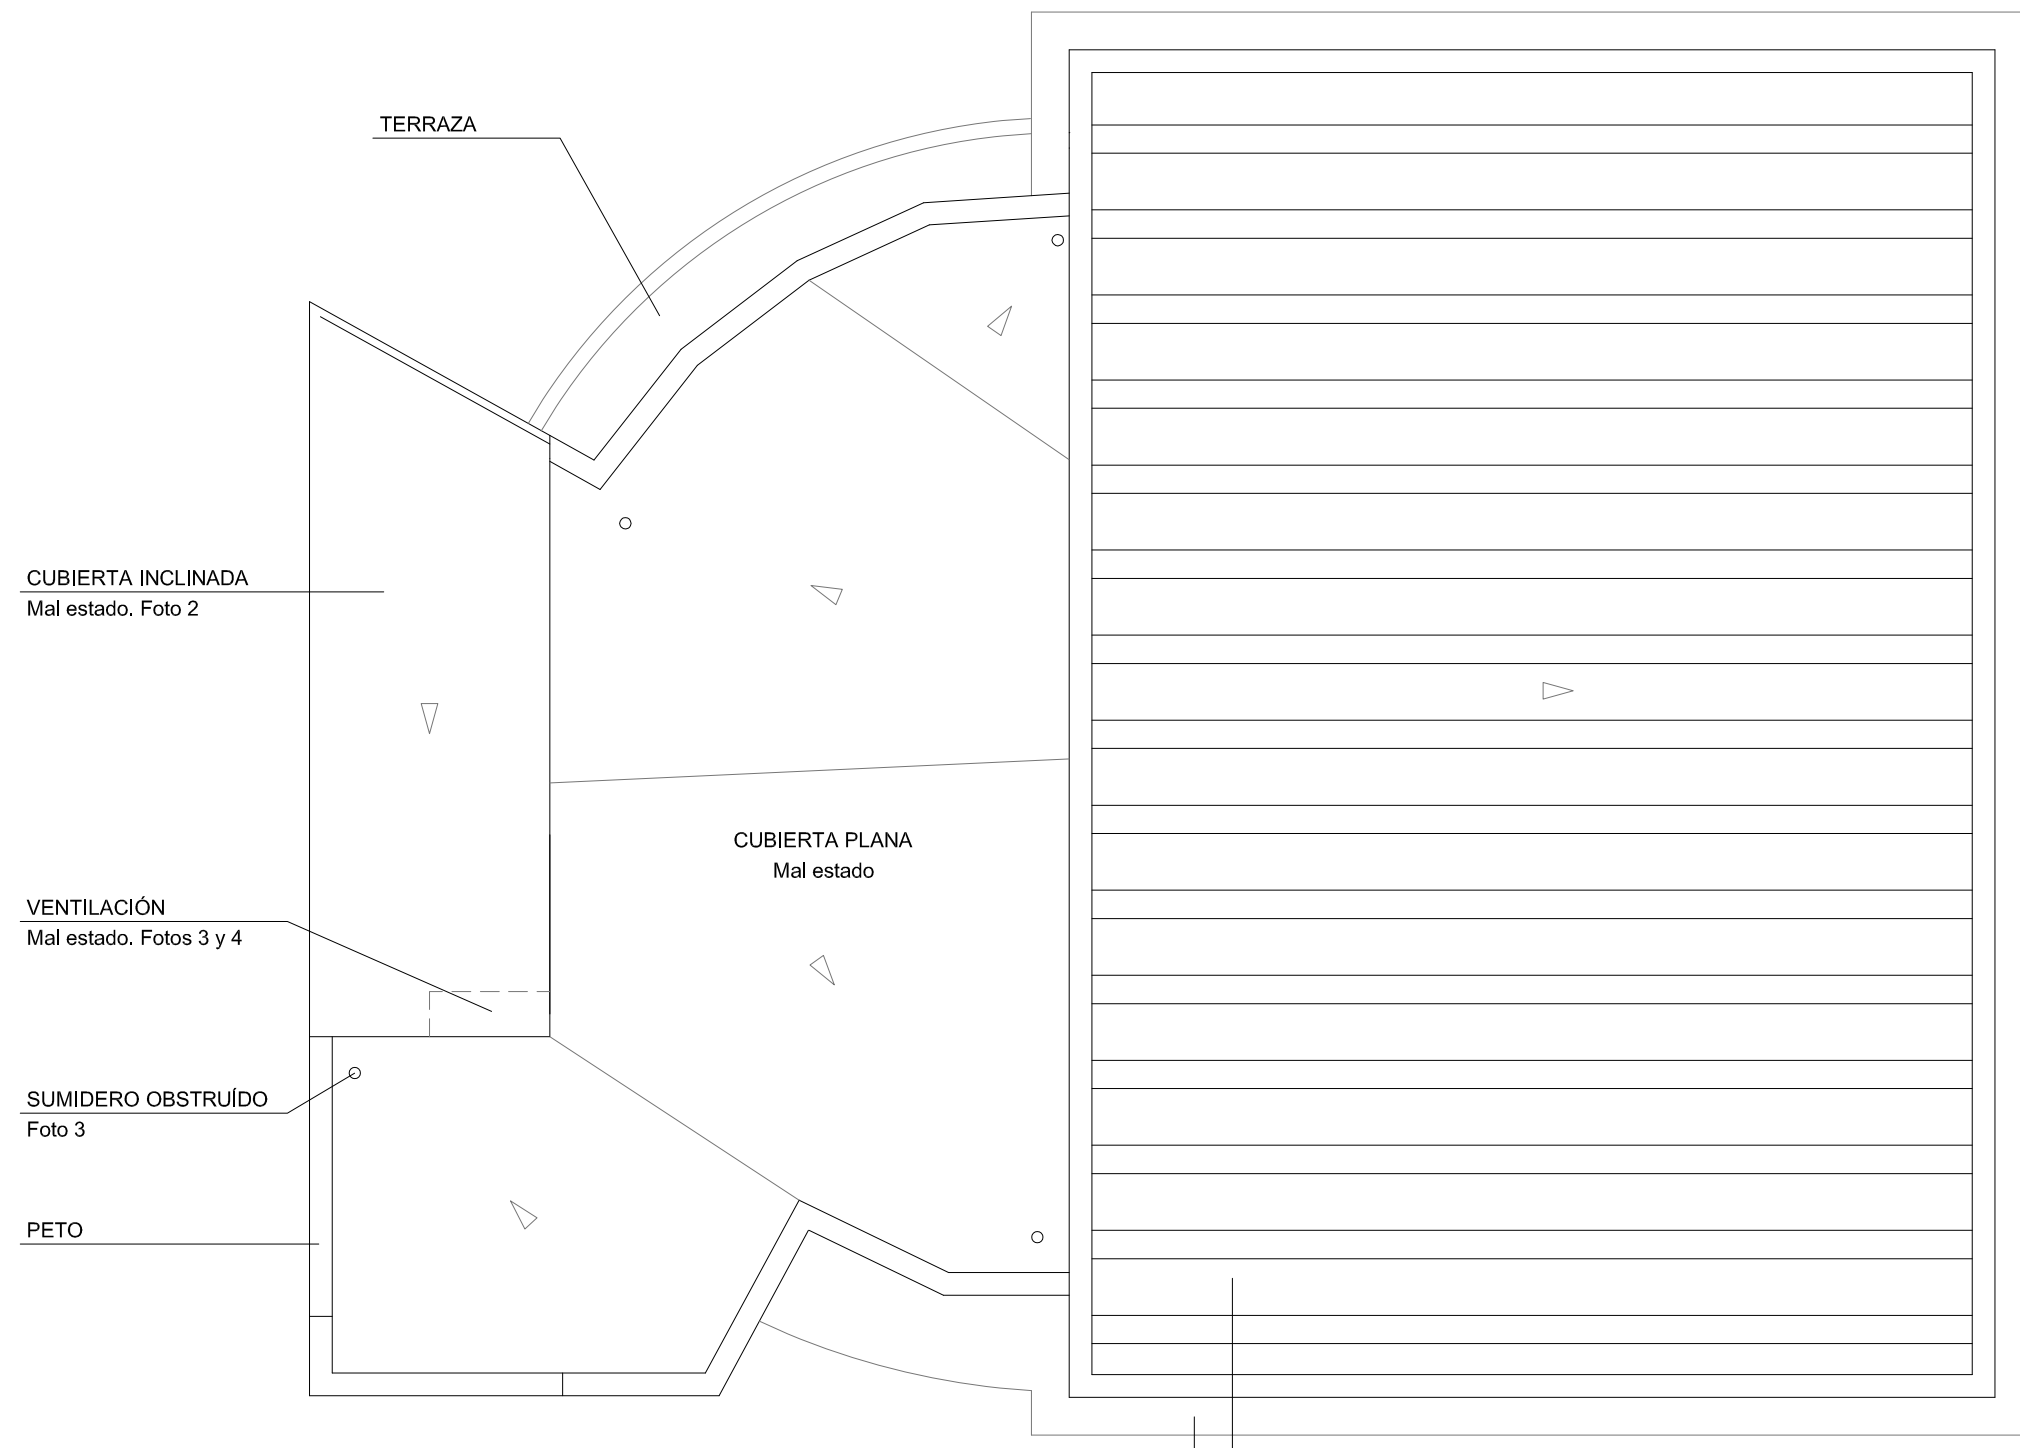 TERRAZA
CUBIERTA INCLINADA
Mal estado. Foto 2
CUBIERTA PLANA
Mal estado
VENTILACIÓN
Mal estado. Fotos 3 y 4
SUMIDERO OBSTRUÍDO
Foto 3
PETO